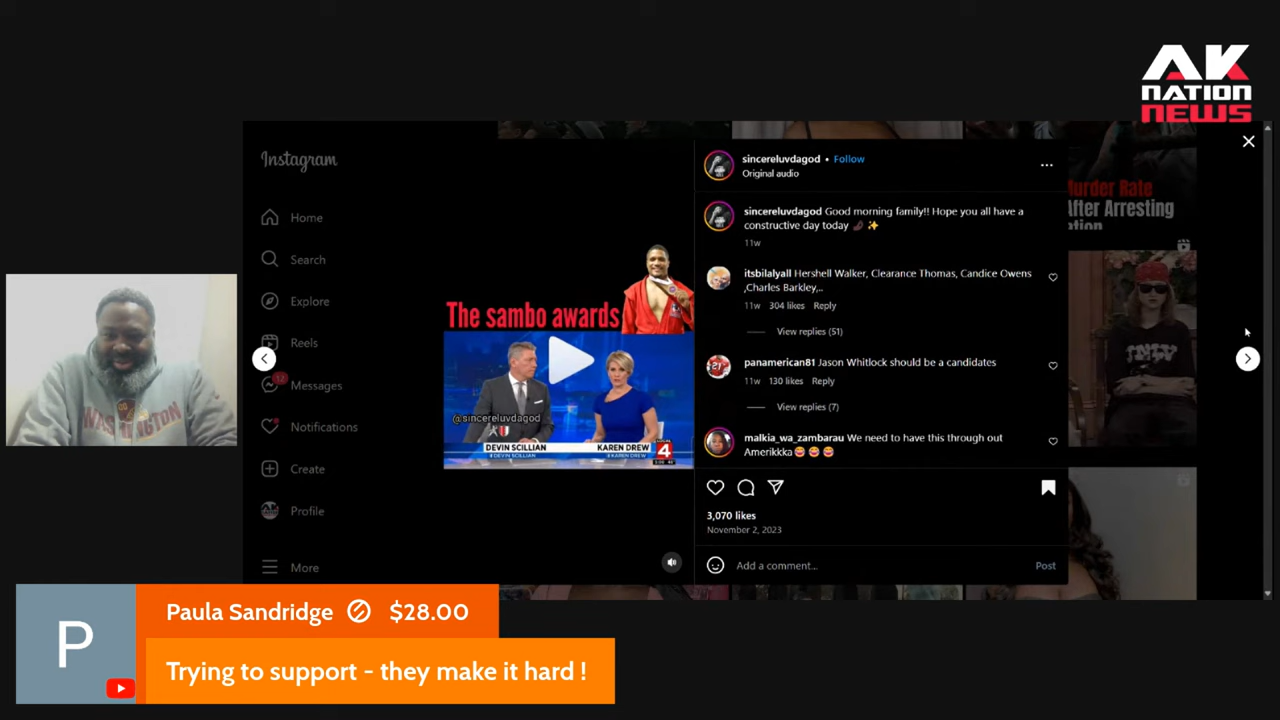 AK
NATION
NEWS
Instagram
Home
Search
Explore
Reels
12
Messages
Notifications
Create
Profile
More
WASHINGTON
The sambo awards
@sincereluvdagod
DEVIN SCILLIAN
KAREN DREW
4
sincereluvdagod • Follow
Original audio
sincereluvdagod Good morning family!! Hope you all have a
constructive day today
11w
itsbilalyall Hershell Walker, Clearance Thomas, Candice Owens
,Charles Barkley,..
11w 304 likes Reply
View replies (51)
panamerican81 Jason Whitlock should be a candidates
11w 130 likes Reply
View replies (7)
malkia_wa_zambarau We need to have this through out
Amerikkka
3,070 likes
November 2, 2023
Add a comment...
Post
Murder Rate
After Arresting
P
Paula Sandridge $28.00
Trying to support - they make it hard !